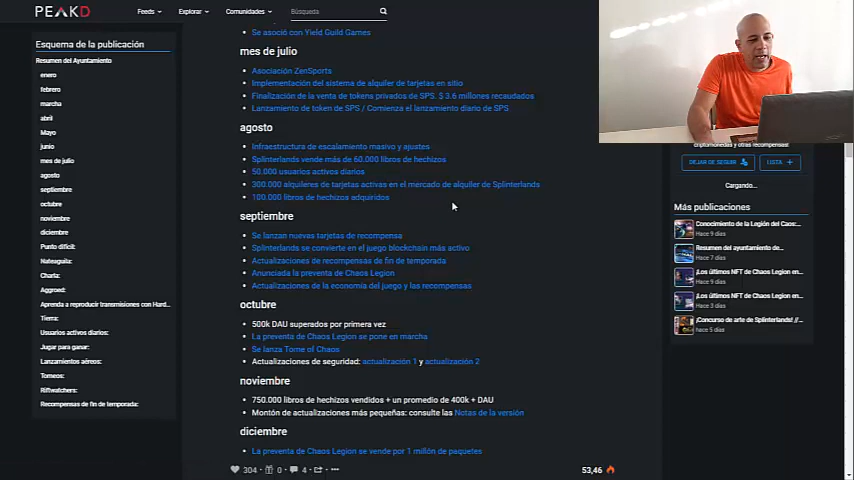 PEAKD
Feeds
Explorar
Comunidades
Búsqueda
Esquema de la publicación
Resumen del Ayuntamiento
enero
febrero
marcha
abril
Mayo
junio
mes de julio
agosto
septiembre
octubre
noviembre
diciembre
Punto difícil:
Nateaguila:
Charla:
Aggroed:
Aprenda a reproducir transmisiones con Hard...
Tierra:
Usuarios activos diarios:
Jugar para ganar:
Lanzamientos aéreos:
Torneos:
Riftwatchers:
Recompensas de fin de temporada:
Se asoció con Yield Guild Games
mes de julio
Asociación ZenSports
Implementación del sistema de alquiler de tarjetas en sitio
Finalización de la venta de tokens privados de SPS. $ 3.6 millones recaudados
Lanzamiento de token de SPS / Comienza el lanzamiento diario de SPS
agosto
Infraestructura de escalamiento masivo y ajustes
Splinterlands vende más de 60.000 libros de hechizos
50.000 usuarios activos diarios
300.000 alquileres de tarjetas activas en el mercado de alquiler de Splinterlands
100.000 libros de hechizos adquiridos
septiembre
Se lanzan nuevas tarjetas de recompensa
Splinterlands se convierte en el juego blockchain más activo
Actualizaciones de recompensas de fin de temporada
Anunciada la preventa de Chaos Legion
Actualizaciones de la economía del juego y las recompensas
octubre
500k DAU superados por primera vez
La preventa de Chaos Legion se pone en marcha
Se lanza Tome of Chaos
Actualizaciones de seguridad: actualización 1 y actualización 2
noviembre
750.000 libros de hechizos vendidos + un promedio de 400k + DAU
Montón de actualizaciones más pequeñas: consulte las Notas de la versión
diciembre
La preventa de Chaos Legion se vende por 1 millón de paquetes
304 · 0 · 4 ·
53,46
criptomonedas y otras recompensas!
DEJAR DE SEGUIR
LISTA
Cargando...
Más publicaciones
Conocimiento de la Legión del Caos:...
Hace 9 días
Resumen del ayuntamiento de...
Hace 7 días
¡Los últimos NFT de Chaos Legion en...
Hace 9 días
¡Los últimos NFT de Chaos Legion en...
Hace 3 días
¡Concurso de arte de Splinterlands! //...
hace 5 días